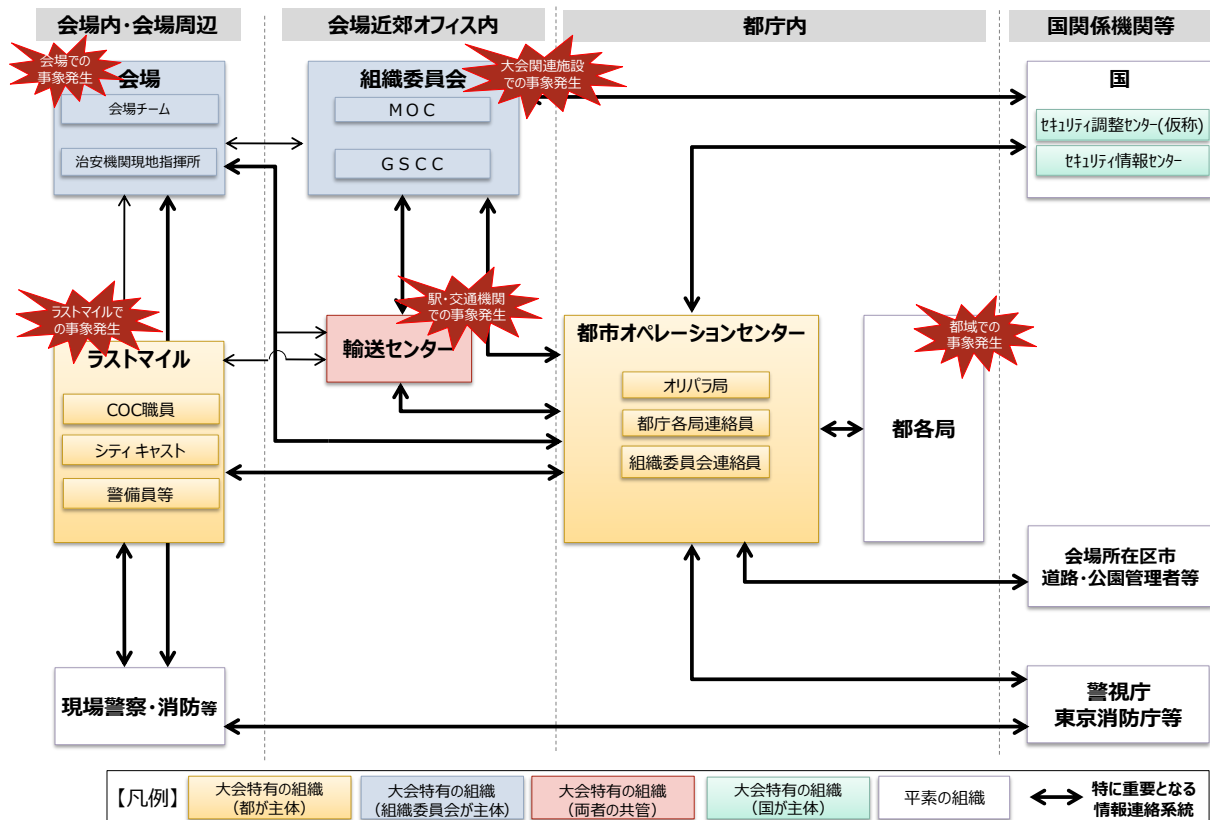 会場内・会場周辺
会場近郊オフィス内
都庁内
国関係機関等
会場での
事象発生
会場
会場チーム
治安機関現地指揮所
大会関連施設
での事象発生
組織委員会
MOC
GSCC
国
セキュリティ調整センター(仮称)
セキュリティ情報センター
ラストマイルで
の事象発生
ラストマイル
COC職員
シティ キャスト
警備員等
駅・交通機関
での事象発生
輸送センター
都市オペレーションセンター
オリパラ局
都庁各局連絡員
組織委員会連絡員
都域での
事象発生
都各局
会場所在区市
道路・公園管理者等
現場警察・消防等
警視庁
東京消防庁等
【凡例】
大会特有の組織
(都が主体)
大会特有の組織
(組織委員会が主体)
大会特有の組織
(両者の共管)
大会特有の組織
(国が主体)
平素の組織
特に重要となる
情報連絡系統